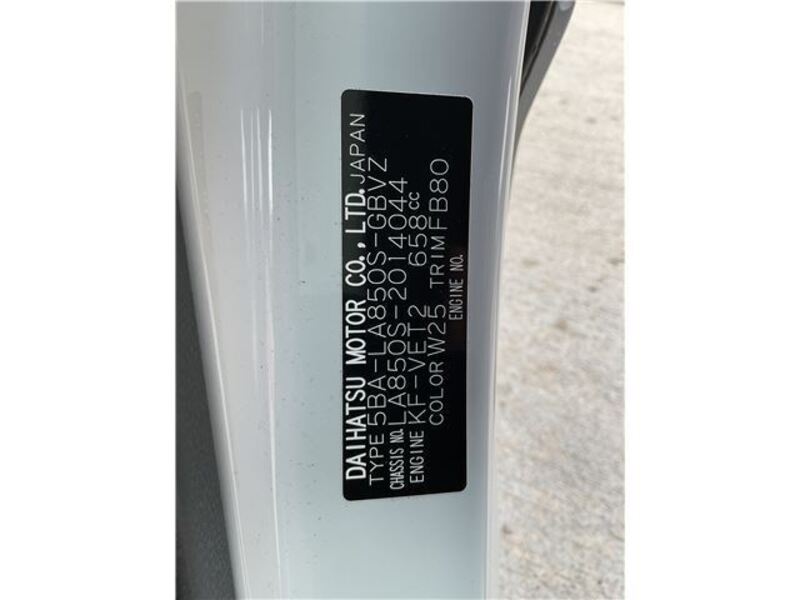 DAIHATSU MOTOR CO., LTD. JAPAN
TYPE 5BA-LA850S-GBVZ
CHASSIS NO. LA850S-2014044
ENGINE KF-VET2 658cc
COLOR W25 TRIM FB80
ENGINE NO.